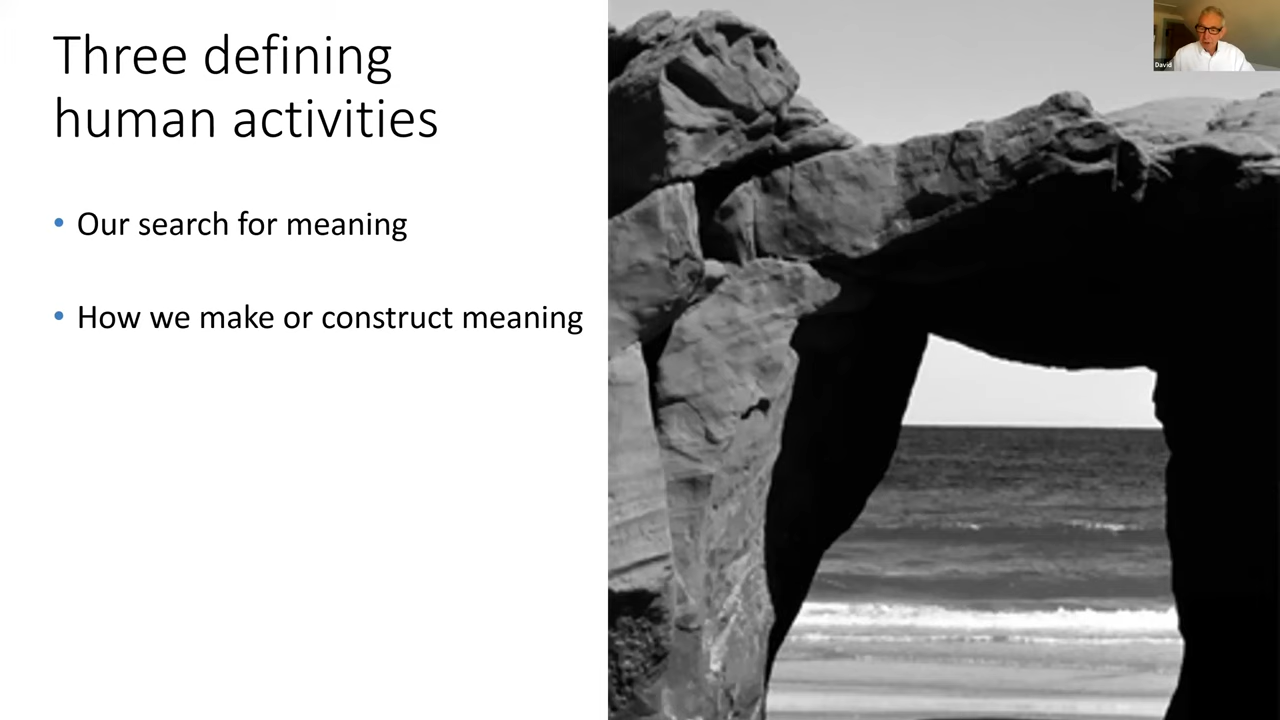 Three defining
human activities
• Our search for meaning
• How we make or construct meaning
David